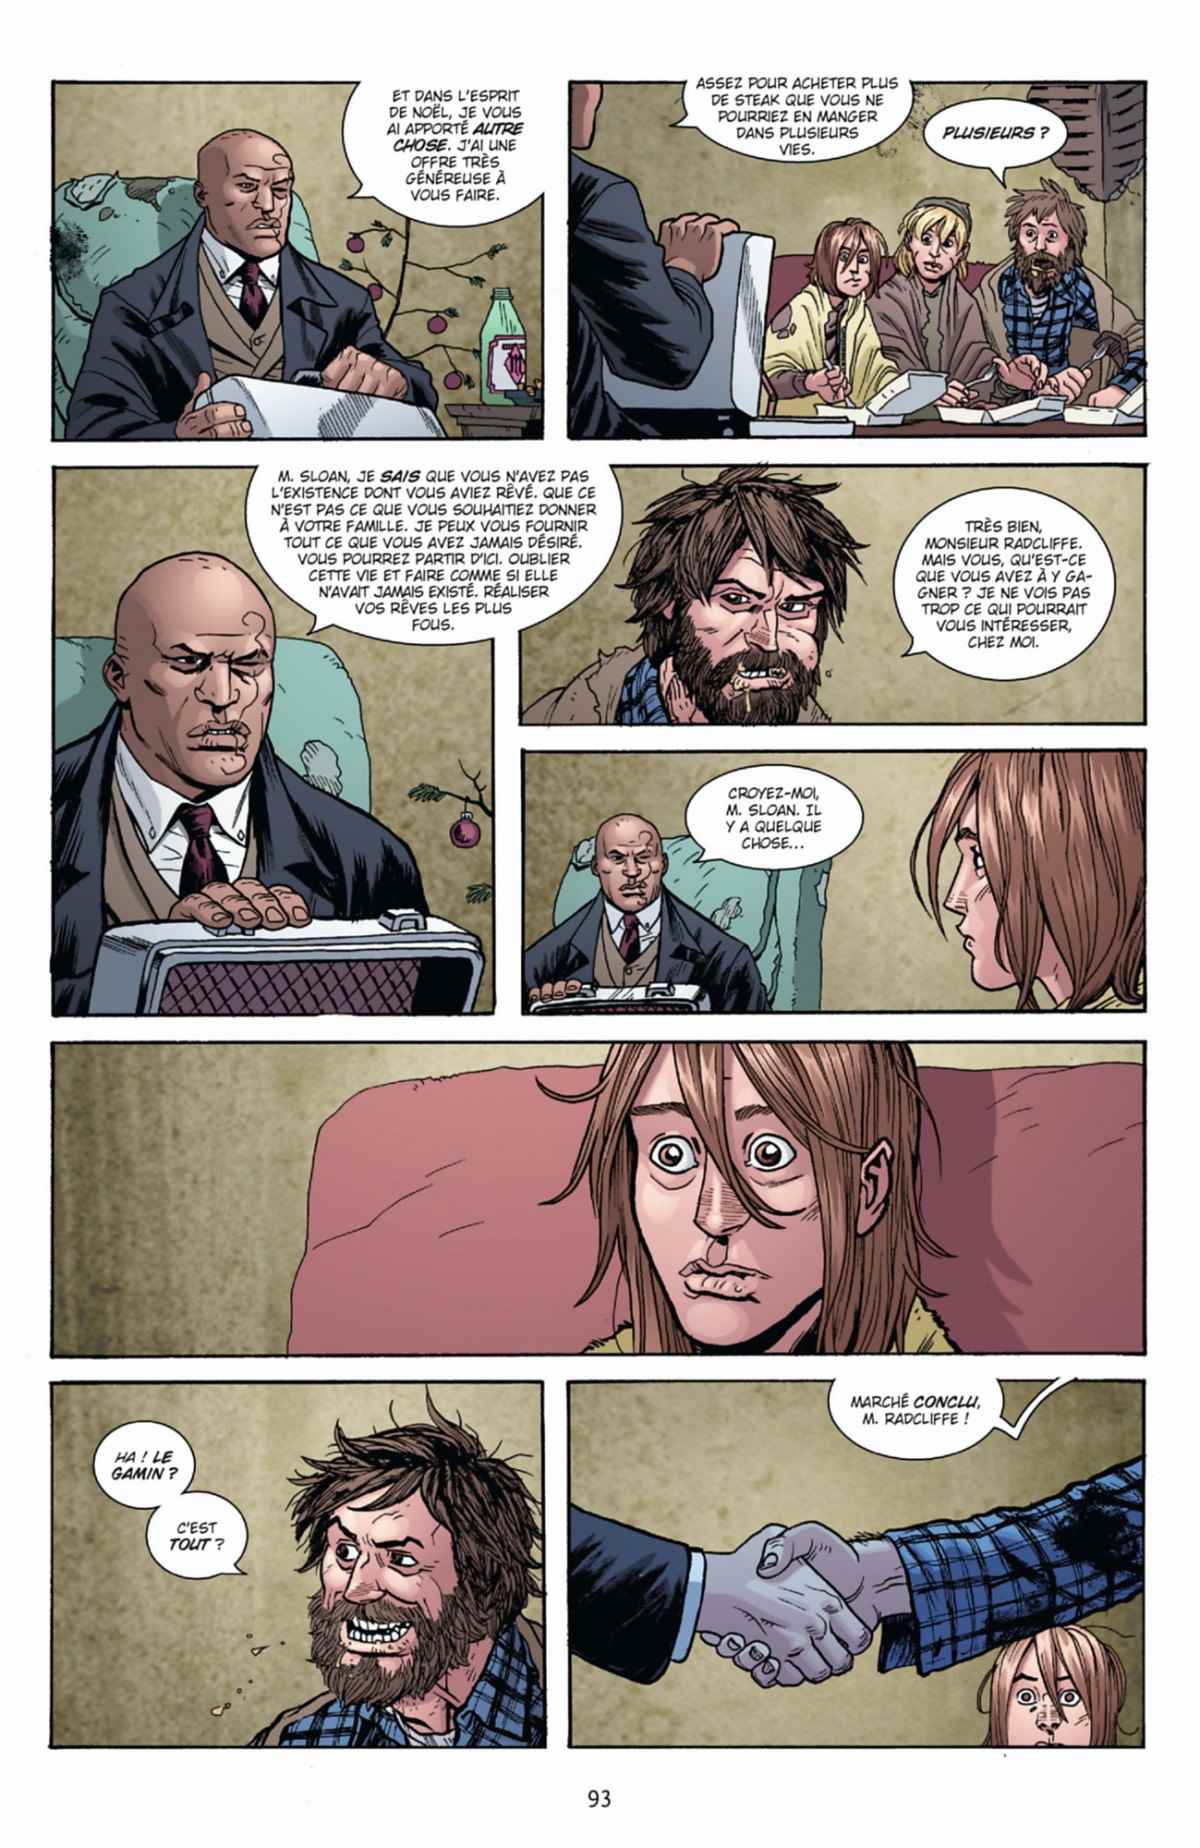 ET DANS L'ESPRIT
DE NOËL, JE VOUS
AI APPORTÉ AUTRE
CHOSE. J'AI UNE
OFFRE TRÈS
GÉNÉREUSE À
VOUS FAIRE.
ASSEZ POUR ACHETER PLUS
DE STEAK QUE VOUS NE
POURRIEZ EN MANGER
DANS PLUSIEURS
VIES.
PLUSIEURS ?
M. SLOAN, JE SAIS QUE VOUS N'AVEZ PAS
L'EXISTENCE DONT VOUS AVIEZ RÊVÉ. QUE CE
N'EST PAS CE QUE VOUS SOUHAITIEZ DONNER
À VOTRE FAMILLE. JE PEUX VOUS FOURNIR
TOUT CE QUE VOUS AVEZ JAMAIS DÉSIRÉ.
VOUS POURREZ PARTIR D'ICI. OUBLIER
CETTE VIE ET FAIRE COMME SI ELLE
N'AVAIT JAMAIS EXISTÉ. RÉALISER
VOS RÊVES LES PLUS
FOUS.
TRÈS BIEN,
MONSIEUR RADCLIFFE.
MAIS VOUS, QU'EST-CE
QUE VOUS AVEZ À Y GA-
GNER ? JE NE VOIS PAS
TROP CE QUI POURRAIT
VOUS INTÉRESSER,
CHEZ MOI.
CROYEZ-MOI,
M. SLOAN. IL
Y A QUELQUE
CHOSE...
HA ! LE
GAMIN ?
C'EST
TOUT ?
MARCHÉ CONCLU,
M. RADCLIFFE !
93